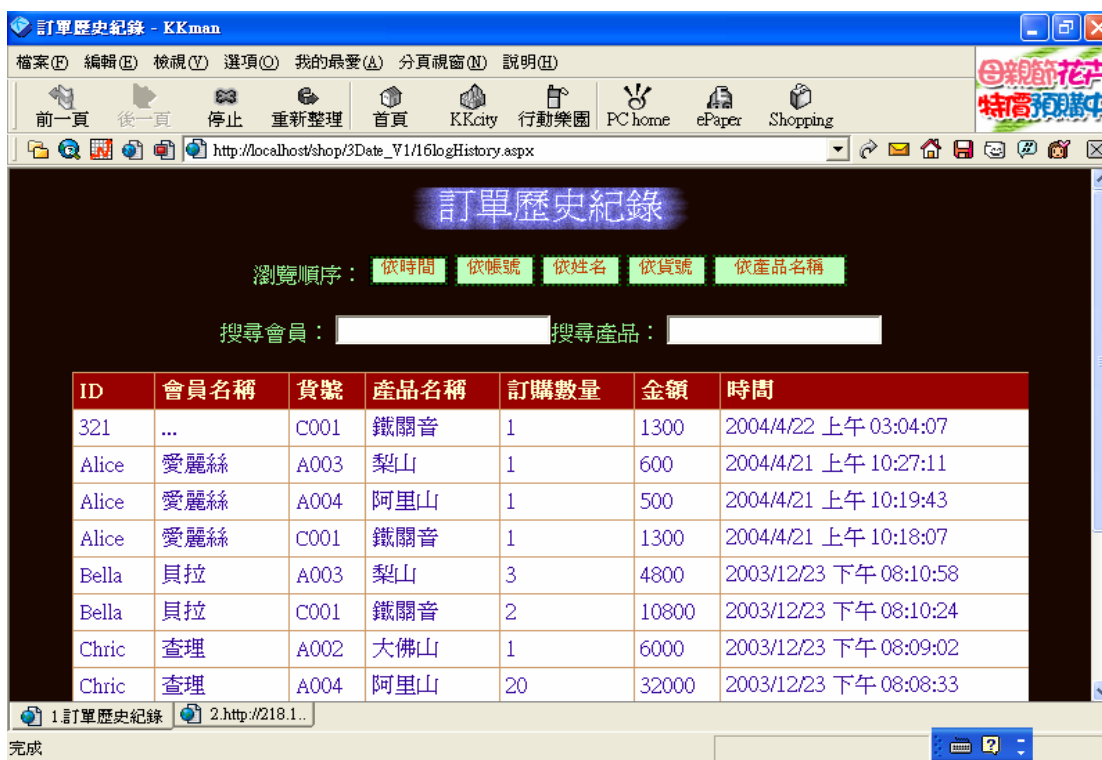 訂單歷史紀錄 - KKman
檔案(F) 編輯(E) 檢視(V) 選項(O) 我的最愛(A) 分頁視窗(N) 說明(H)
母親節花卉
特價預購中
前一頁 後一頁 停止 重新整理 首頁 KKcity 行動樂園 PC home ePaper Shopping
http://localhost/shop/3Date_V1/16logHistory.aspx
訂單歷史紀錄
瀏覽順序： 依時間 依帳號 依姓名 依貨號 依產品名稱
搜尋會員： 搜尋產品：
ID 會員名稱 貨號 產品名稱 訂購數量 金額 時間
321 ... C001 鐵關音 1 1300 2004/4/22 上午 03:04:07
Alice 愛麗絲 A003 梨山 1 600 2004/4/21 上午 10:27:11
Alice 愛麗絲 A004 阿里山 1 500 2004/4/21 上午 10:19:43
Alice 愛麗絲 C001 鐵關音 1 1300 2004/4/21 上午 10:18:07
Bella 貝拉 A003 梨山 3 4800 2003/12/23 下午 08:10:58
Bella 貝拉 C001 鐵關音 2 10800 2003/12/23 下午 08:10:24
Chric 查理 A002 大佛山 1 6000 2003/12/23 下午 08:09:02
Chric 查理 A004 阿里山 20 32000 2003/12/23 下午 08:08:33
1.訂單歷史紀錄 2.http://218.1..
完成